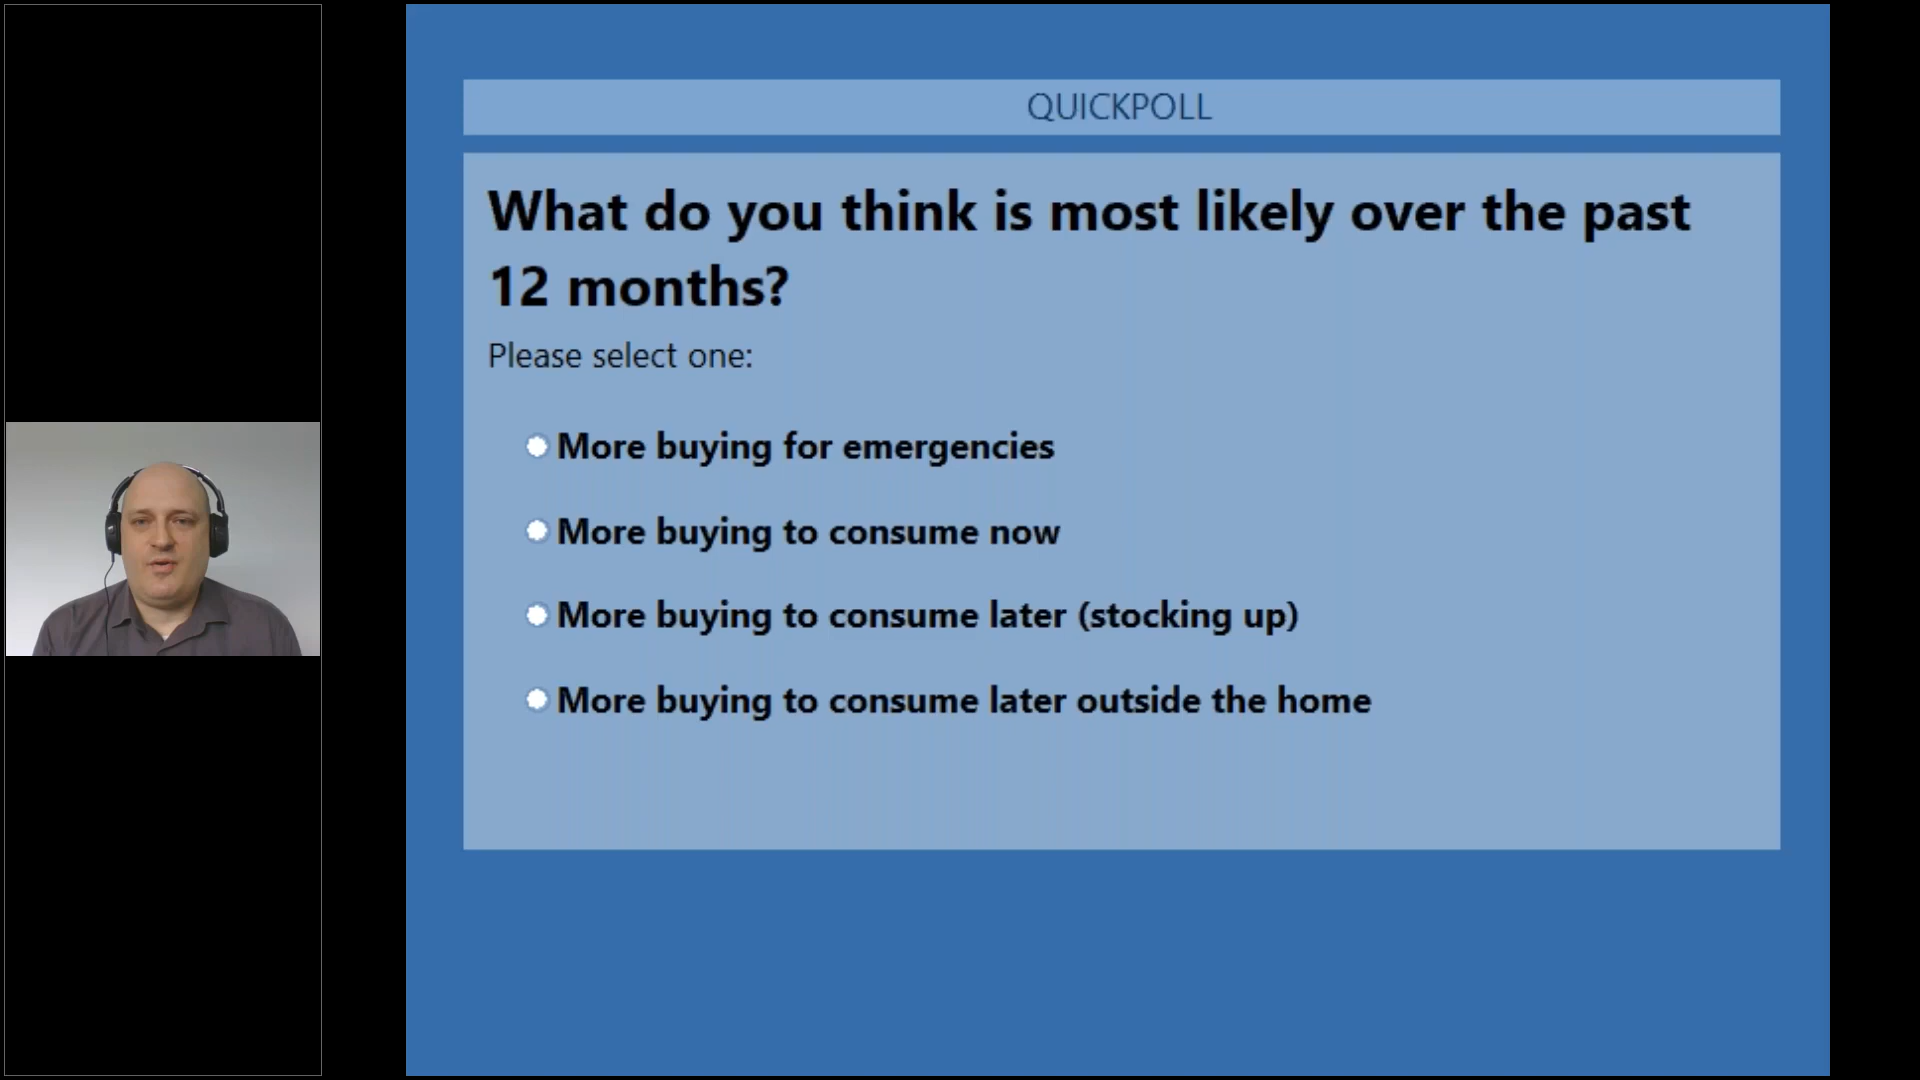 QUICKPOLL
What do you think is most likely over the past
12 months?
Please select one:
More buying for emergencies
More buying to consume now
More buying to consume later (stocking up)
More buying to consume later outside the home